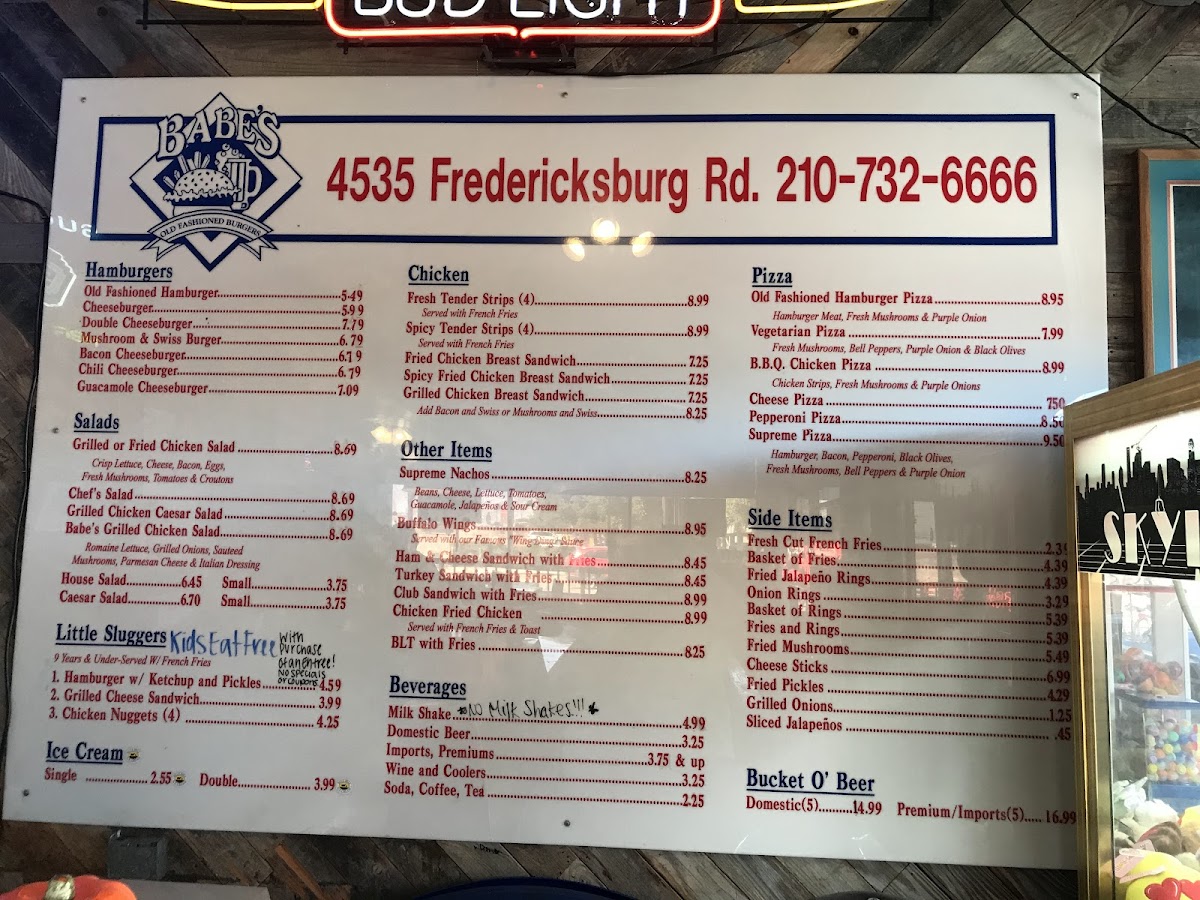 BUD LIGHT
BABE'S
OLD FASHIONED BURGERS
4535 Fredericksburg Rd. 210-732-6666
Hamburgers
Old Fashioned Hamburger 5.49
Cheeseburger 5.99
Double Cheeseburger 7.79
Mushroom & Swiss Burger 6.79
Bacon Cheeseburger 6.79
Chili Cheeseburger 6.79
Guacamole Cheeseburger 7.09
Salads
Grilled or Fried Chicken Salad 8.69
Crisp Lettuce, Cheese, Bacon, Eggs,
Fresh Mushrooms, Tomatoes & Croutons
Chef's Salad 8.69
Grilled Chicken Caesar Salad 8.69
Babe's Grilled Chicken Salad 8.69
Romaine Lettuce, Grilled Onions, Sauteed
Mushrooms, Parmesan Cheese & Italian Dressing
House Salad 6.45 Small 3.75
Caesar Salad 6.70 Small 3.75
Little Sluggers Kids Eat Free
with
purchase
of an entree!
No specials
or coupons
9 Years & Under-Served W/ French Fries
1. Hamburger w/ Ketchup and Pickles 4.59
2. Grilled Cheese Sandwich 3.99
3. Chicken Nuggets (4) 4.25
Ice Cream
Single 2.55 Double 3.99
Chicken
Fresh Tender Strips (4) 8.99
Served with French Fries
Spicy Tender Strips (4) 8.99
Served with French Fries
Fried Chicken Breast Sandwich 7.25
Spicy Fried Chicken Breast Sandwich 7.25
Grilled Chicken Breast Sandwich 7.25
Add Bacon and Swiss or Mushrooms and Swiss 8.25
Other Items
Supreme Nachos 8.25
Beans, Cheese, Lettuce, Tomatoes,
Guacamole, Jalapeños & Sour Cream
Buffalo Wings 8.95
Served with our Famous "Wing Dang" Sauce
Ham & Cheese Sandwich with Fries 8.45
Turkey Sandwich with Fries 8.45
Club Sandwich with Fries 8.99
Chicken Fried Chicken 8.99
Served with French Fries & Toast
BLT with Fries 8.25
Beverages
Milk Shake *No Milk Shakes!!!* 4.99
Domestic Beer 3.25
Imports, Premiums 3.75 & up
Wine and Coolers 3.25
Soda, Coffee, Tea 2.25
Pizza
Old Fashioned Hamburger Pizza 8.95
Hamburger Meat, Fresh Mushrooms & Purple Onion
Vegetarian Pizza 7.99
Fresh Mushrooms, Bell Peppers, Purple Onion & Black Olives
B.B.Q. Chicken Pizza 8.99
Chicken Strips, Fresh Mushrooms & Purple Onions
Cheese Pizza 750
Pepperoni Pizza 8.50
Supreme Pizza 9.50
Hamburger, Bacon, Pepperoni, Black Olives,
Fresh Mushrooms, Bell Peppers & Purple Onion
Side Items
Fresh Cut French Fries 2.39
Basket of Fries 4.39
Fried Jalapeño Rings 4.39
Onion Rings 3.29
Basket of Rings 5.39
Fries and Rings 5.39
Fried Mushrooms 5.49
Cheese Sticks 6.99
Fried Pickles 4.29
Grilled Onions 1.25
Sliced Jalapeños .45
Bucket O' Beer
Domestic(5) 14.99 Premium/Imports(5) 16.99
SKYL